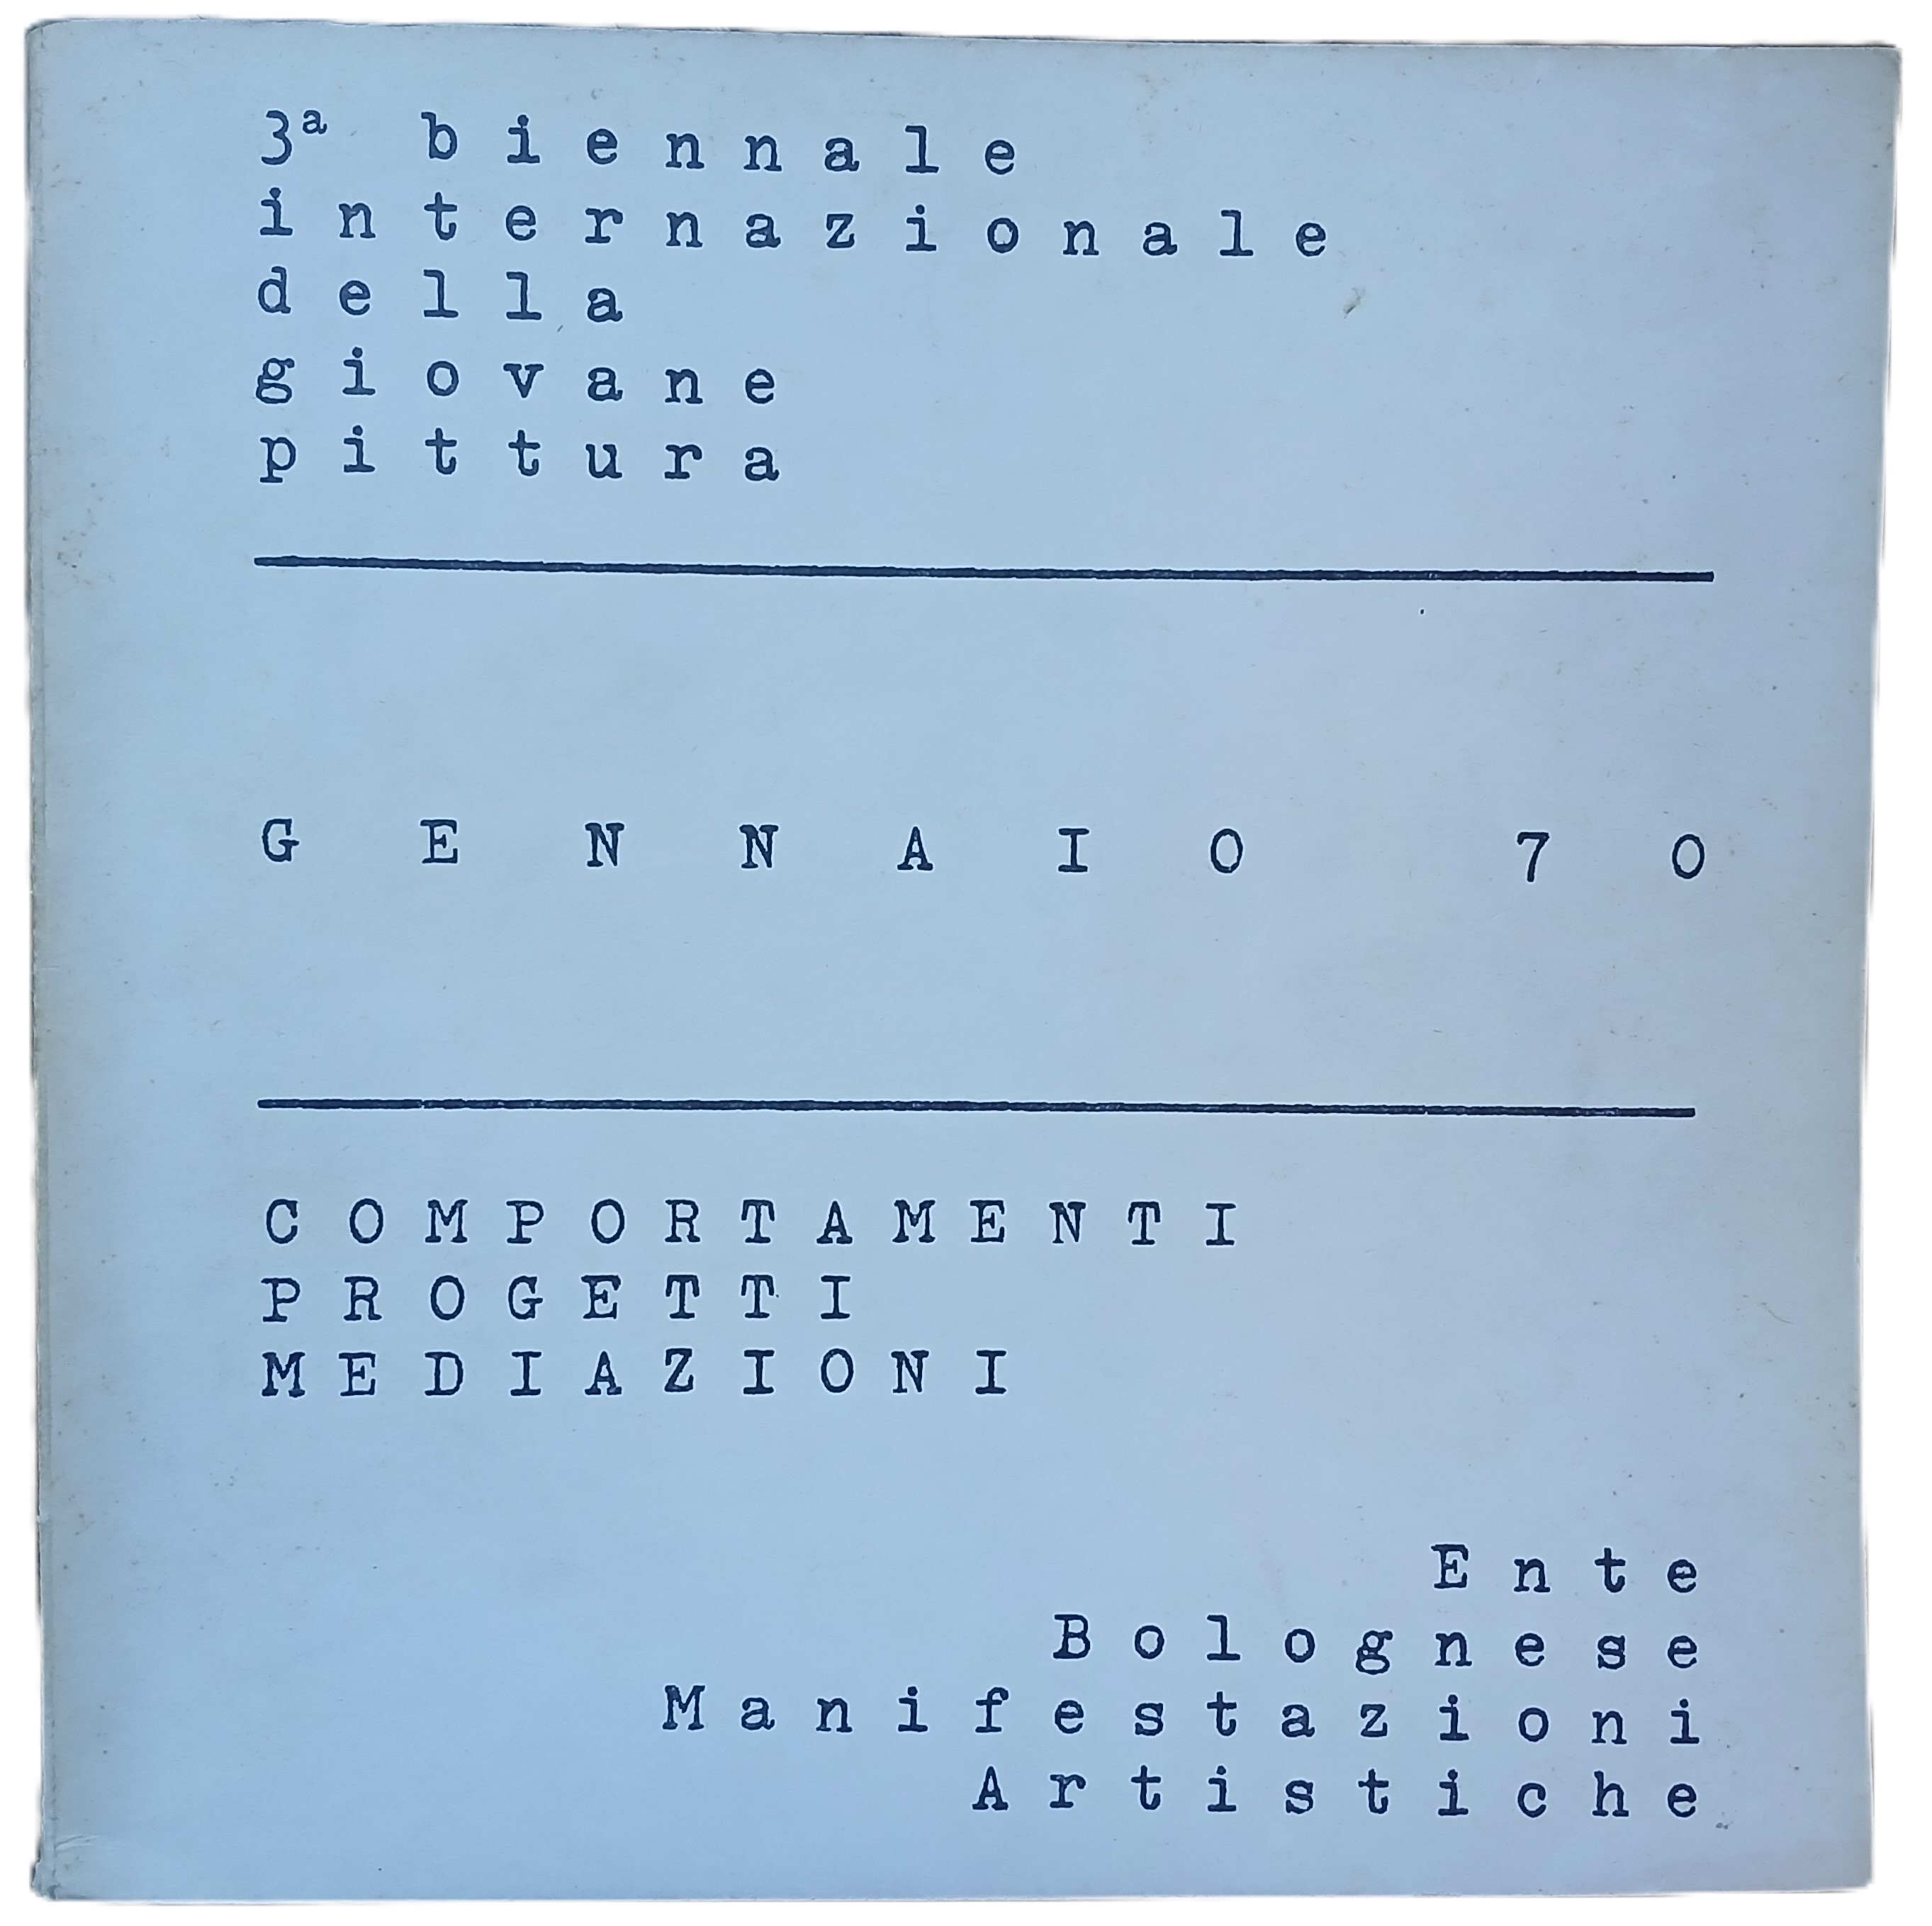 3ª biennale
internazionale
della
giovane
pittura
GENNAIO 70
COMPORTAMENTI
PROGETTI
MEDIAZIONI
Ente
Bolognese
Manifestazioni
Artistiche